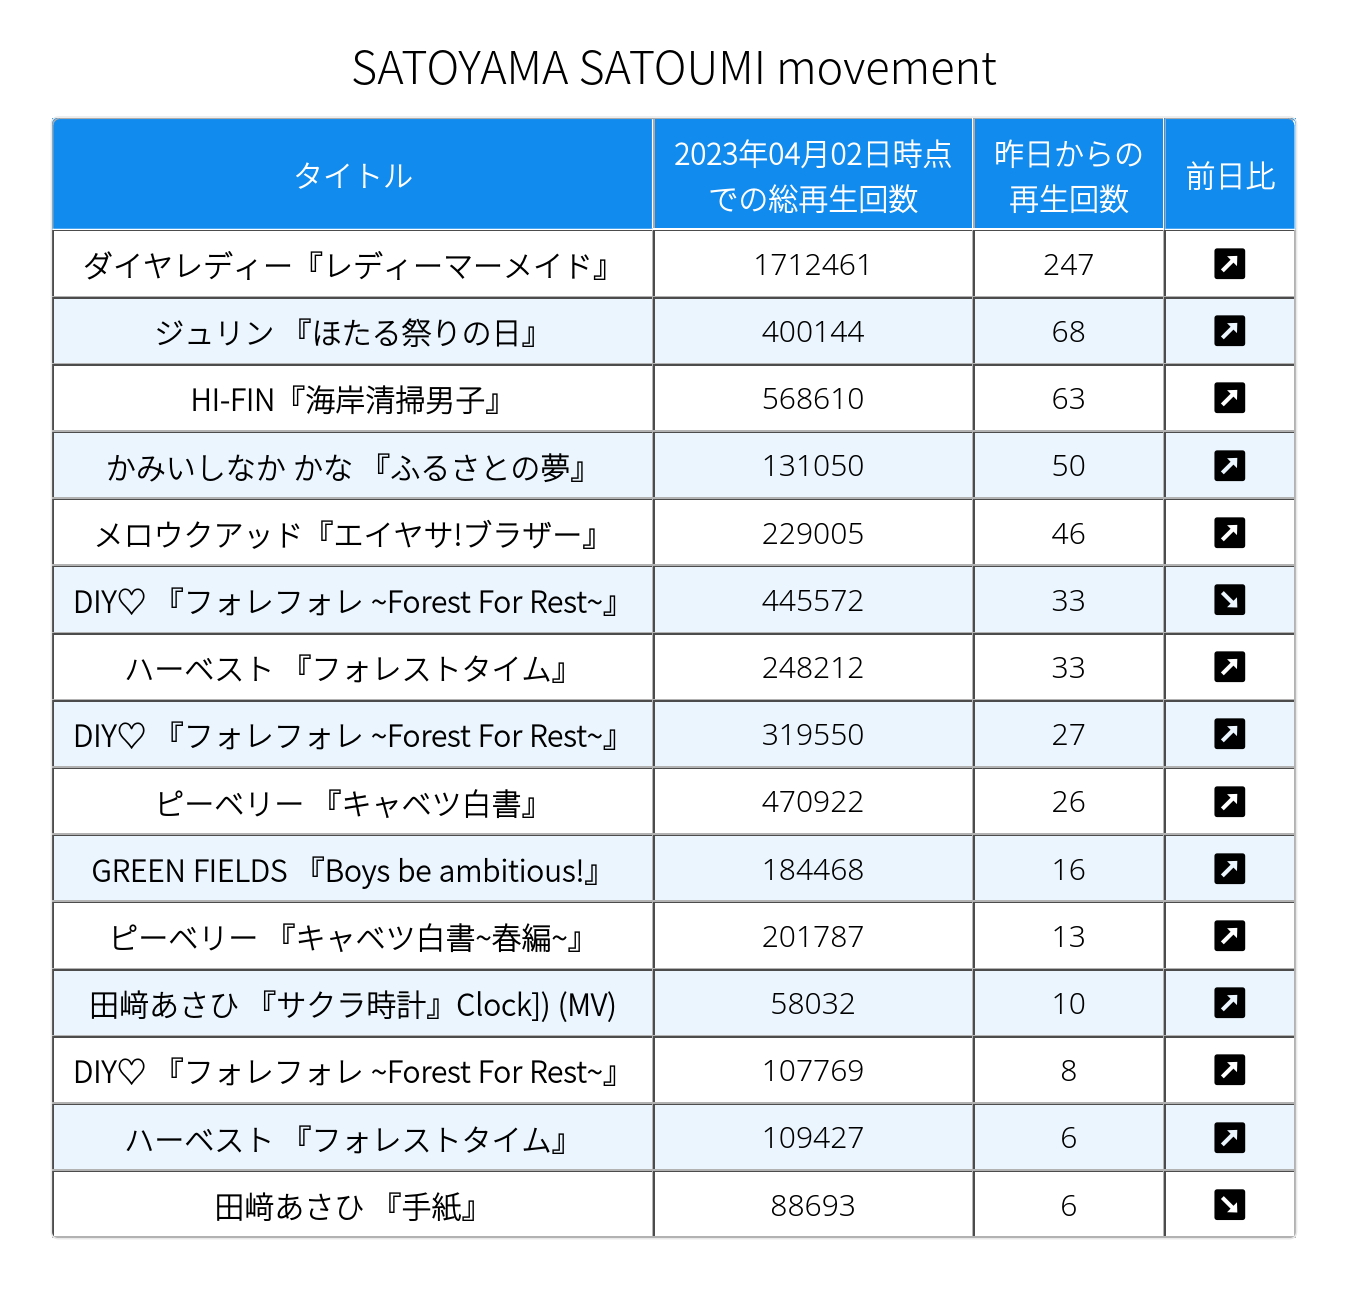 SATOYAMA SATOUMI movement
タイトル 2023年04月02日時点での総再生回数 昨日からの再生回数 前日比
ダイヤレディー『レディーマーメイド』 1712461 247 ↗
ジュリン 『ほたる祭りの日』 400144 68 ↗
HI-FIN『海岸清掃男子』 568610 63 ↗
かみいしなか かな 『ふるさとの夢』 131050 50 ↗
メロウクアッド『エイヤサ!ブラザー』 229005 46 ↗
DIY♡ 『フォレフォレ ~Forest For Rest~』 445572 33 ↘
ハーベスト 『フォレストタイム』 248212 33 ↗
DIY♡ 『フォレフォレ ~Forest For Rest~』 319550 27 ↗
ピーベリー 『キャベツ白書』 470922 26 ↗
GREEN FIELDS 『Boys be ambitious!』 184468 16 ↗
ピーベリー 『キャベツ白書~春編~』 201787 13 ↗
田﨑あさひ 『サクラ時計』Clock]) (MV) 58032 10 ↗
DIY♡ 『フォレフォレ ~Forest For Rest~』 107769 8 ↗
ハーベスト 『フォレストタイム』 109427 6 ↗
田﨑あさひ 『手紙』 88693 6 ↘